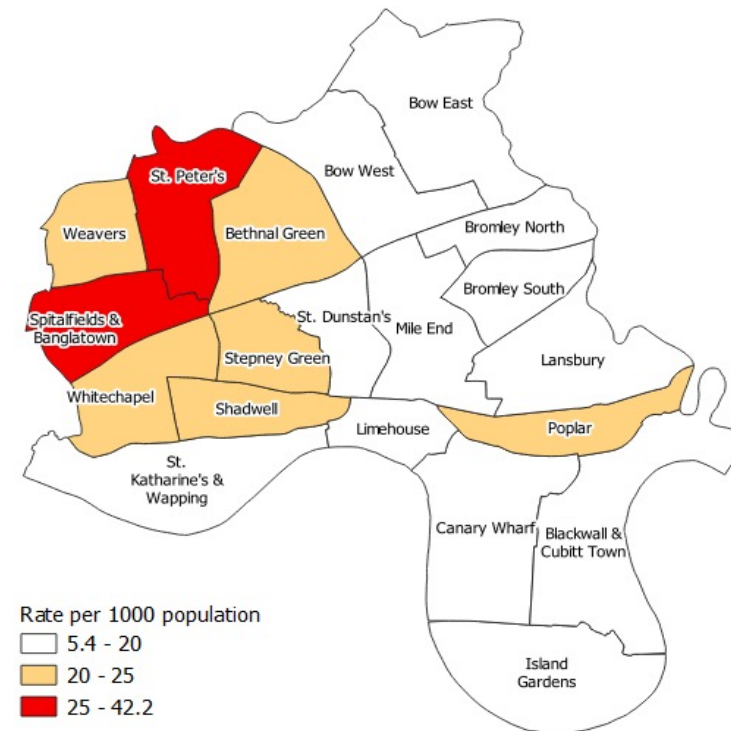 Bow East
Bow West
St. Peter's
Weavers
Bethnal Green
Bromley North
Bromley South
Spitalfields &
Banglatown
St. Dunstan's
Mile End
Stepney Green
Lansbury
Whitechapel
Shadwell
Limehouse
Poplar
St.
Katharine's &
Wapping
Canary Wharf
Blackwall &
Cubitt Town
Island
Gardens
Rate per 1000 population
5.4 - 20
20 - 25
25 - 42.2